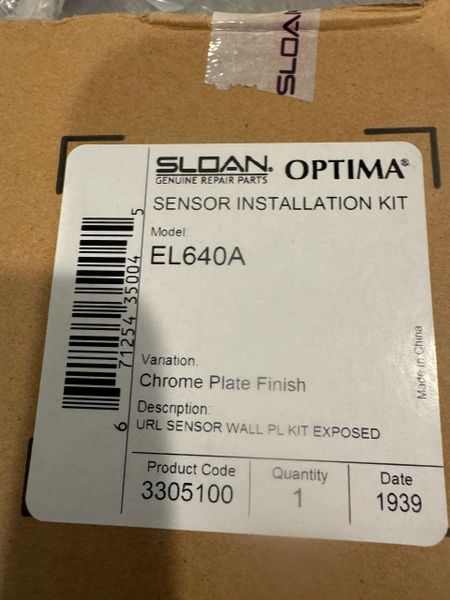 SLOAN
SLOAN® OPTIMA®
GENUINE REPAIR PARTS
SENSOR INSTALLATION KIT
Model:
EL640A
6 71254 35004 5
Variation:
Chrome Plate Finish
Made in China
Description:
URL SENSOR WALL PL KIT EXPOSED
Product Code Quantity Date
3305100 1 1939